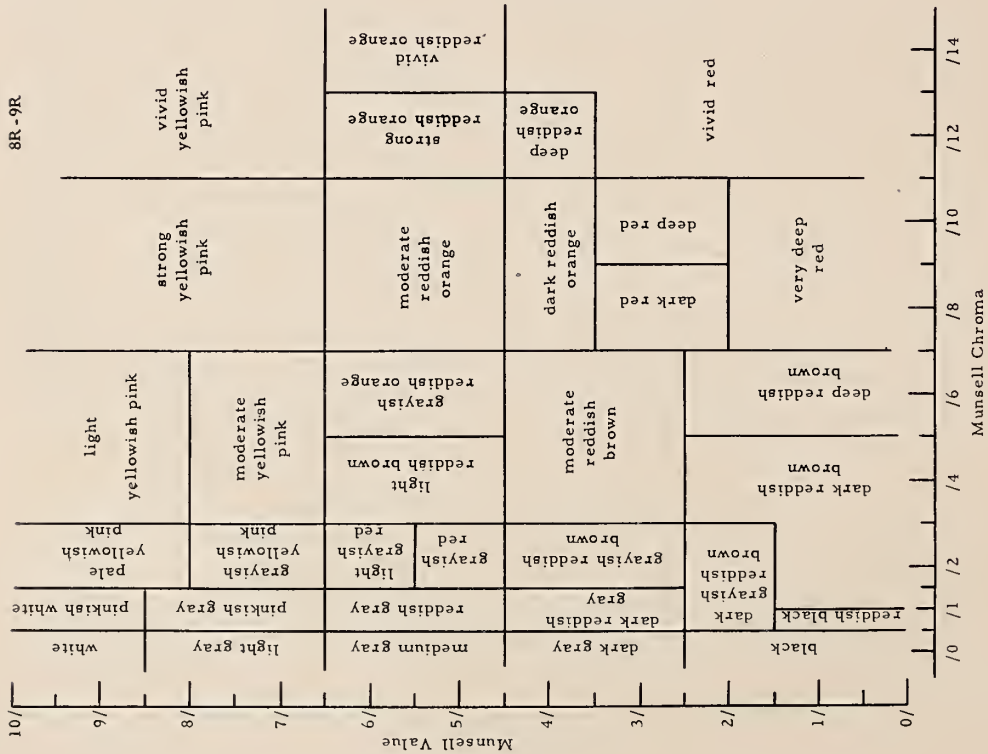 8R - 9R
vivid
yellowish
pink
vivid
reddish orange
strong
reddish orange
deep
reddish
orange
vivid red
strong
yellowish
pink
moderate
reddish
orange
dark reddish
orange
deep red
dark red
very deep
red
light
yellowish pink
moderate
yellowish
pink
grayish
reddish orange
light
reddish brown
moderate
reddish
brown
deep reddish
brown
dark reddish
brown
pale
yellowish
pink
grayish
yellowish
pink
light
grayish
red
grayish
red
grayish reddish
brown
dark
grayish
reddish
brown
pinkish white
pinkish gray
reddish gray
dark reddish
gray
reddish black
white
light gray
medium gray
dark gray
black
10/
9/
8/
7/
6/
5/
4/
3/
2/
1/
0/
Munsell Value
/0
/1
/2
/4
/6
/8
/10
/12
/14
Munsell Chroma